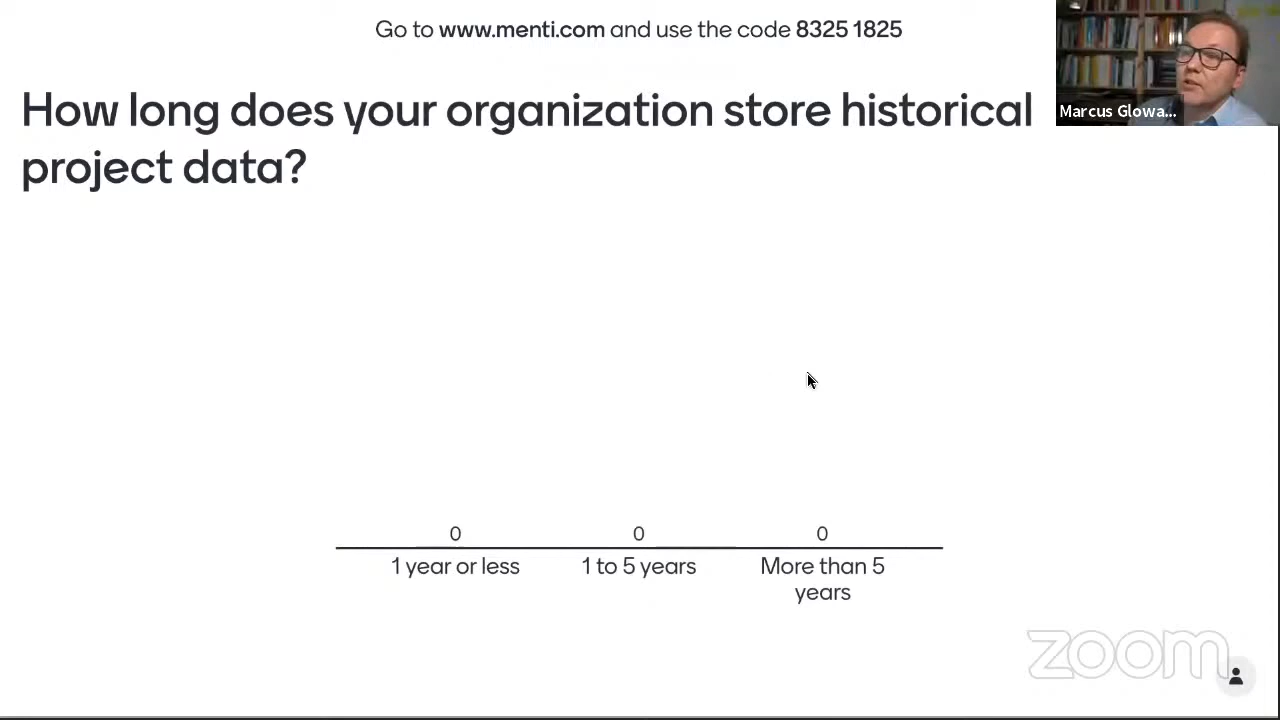 Go to www.menti.com and use the code 8325 1825
How long does your organization store historical
project data?
Marcus Glowa...
0
0
0
1 year or less
1 to 5 years
More than 5
years
zoom